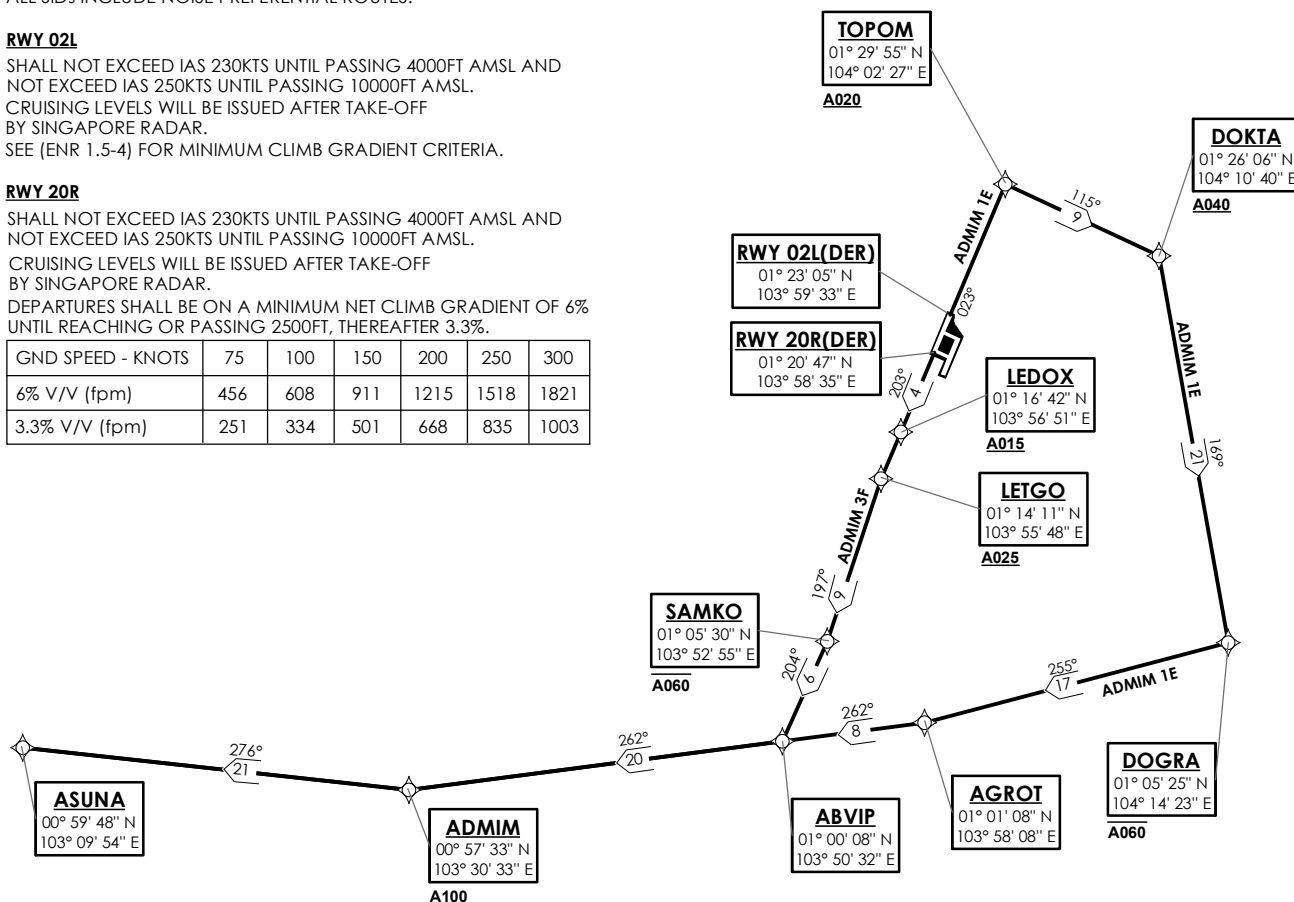 RWY 02L
SHALL NOT EXCEED IAS 230KTS UNTIL PASSING 4000FT AMSL AND
NOT EXCEED IAS 250KTS UNTIL PASSING 10000FT AMSL.
CRUISING LEVELS WILL BE ISSUED AFTER TAKE-OFF
BY SINGAPORE RADAR.
SEE (ENR 1.5-4) FOR MINIMUM CLIMB GRADIENT CRITERIA.
RWY 20R
SHALL NOT EXCEED IAS 230KTS UNTIL PASSING 4000FT AMSL AND
NOT EXCEED IAS 250KTS UNTIL PASSING 10000FT AMSL.
CRUISING LEVELS WILL BE ISSUED AFTER TAKE-OFF
BY SINGAPORE RADAR.
DEPARTURES SHALL BE ON A MINIMUM NET CLIMB GRADIENT OF 6%
UNTIL REACHING OR PASSING 2500FT, THEREAFTER 3.3%.
GND SPEED - KNOTS 75 100 150 200 250 300
6% V/V (fpm) 456 608 911 1215 1518 1821
3.3% V/V (fpm) 251 334 501 668 835 1003
TOPOM
01° 29' 55" N
104° 02' 27" E
A020
DOKTA
01° 26' 06" N
104° 10' 40" E
A040
115°
9
ADMIM 1E
RWY 02L(DER)
01° 23' 05" N
103° 59' 33" E
023°
RWY 20R(DER)
01° 20' 47" N
103° 58' 35" E
203°
4
LEDOX
01° 16' 42" N
103° 56' 51" E
A015
ADMIM 1E
169°
21
LETGO
01° 14' 11" N
103° 55' 48" E
A025
ADMIM 3F
197°
9
SAMKO
01° 05' 30" N
103° 52' 55" E
A060
204°
6
255°
17
ADMIM 1E
262°
8
262°
20
276°
21
DOGRA
01° 05' 25" N
104° 14' 23" E
A060
AGROT
01° 01' 08" N
103° 58' 08" E
ABVIP
01° 00' 08" N
103° 50' 32" E
ADMIM
00° 57' 33" N
103° 30' 33" E
A100
ASUNA
00° 59' 48" N
103° 09' 54" E